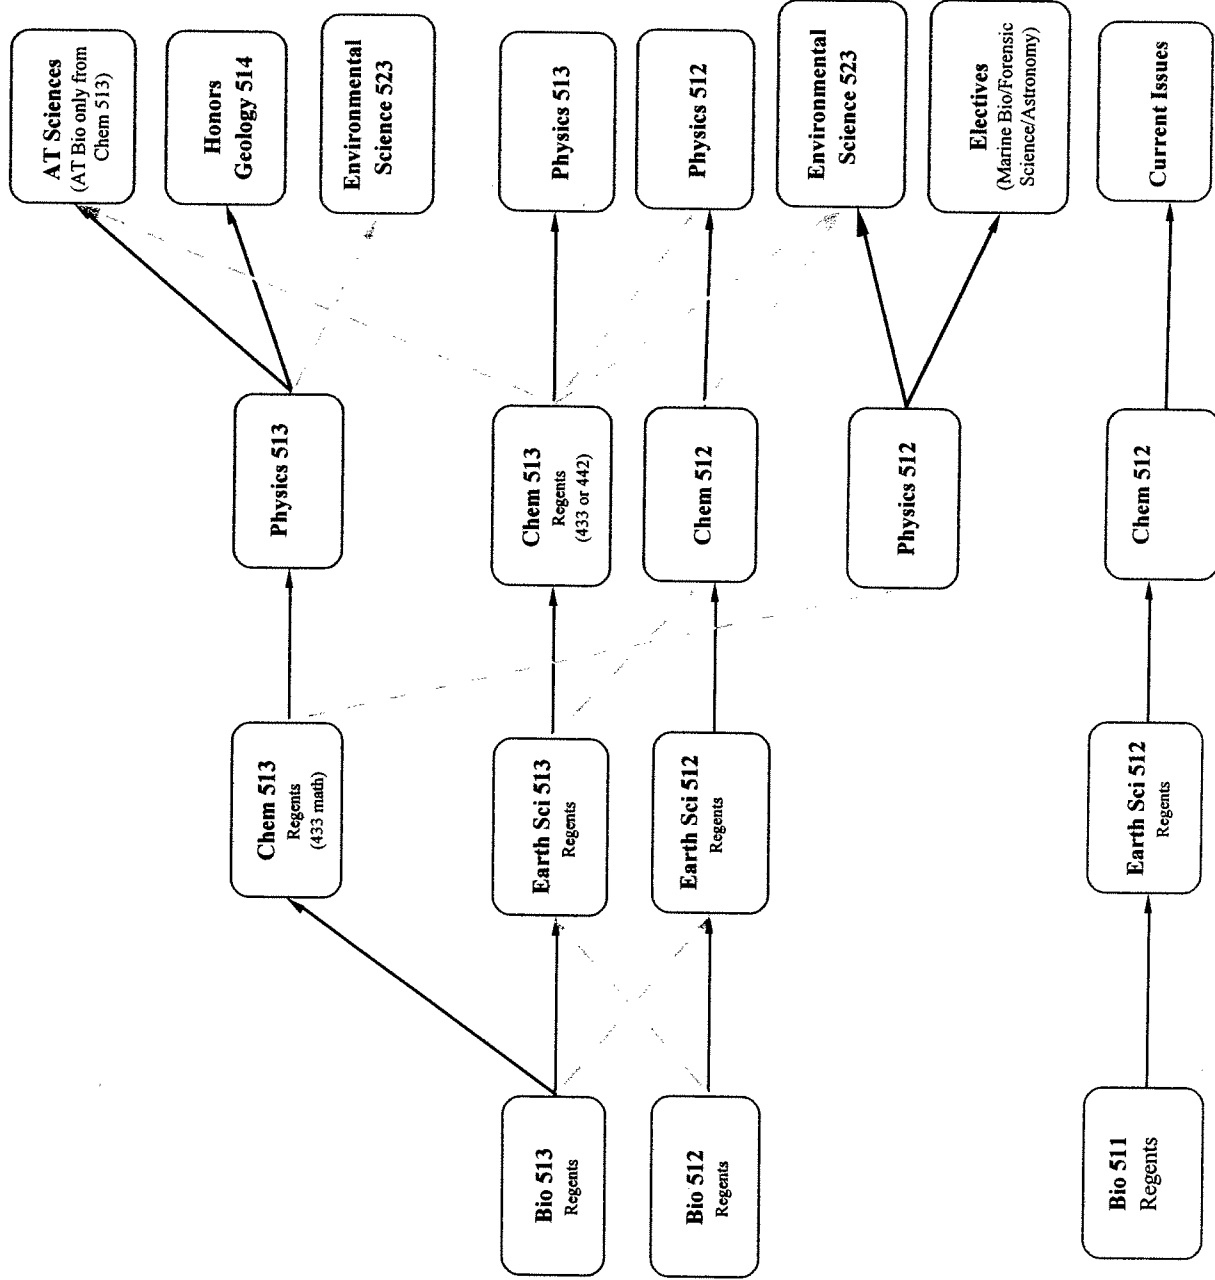 Bio 513
Regents
Bio 512
Regents
Bio 511
Regents
Chem 513
Regents
(433 math)
Earth Sci 513
Regents
Earth Sci 512
Regents
Earth Sci 512
Regents
Physics 513
Chem 513
Regents
(433 or 442)
Chem 512
Physics 512
Chem 512
AT Sciences
(AT Bio only from
Chem 513)
Honors
Geology 514
Environmental
Science 523
Physics 513
Physics 512
Environmental
Science 523
Electives
(Marine Bio/Forensic
Science/Astronomy)
Current Issues